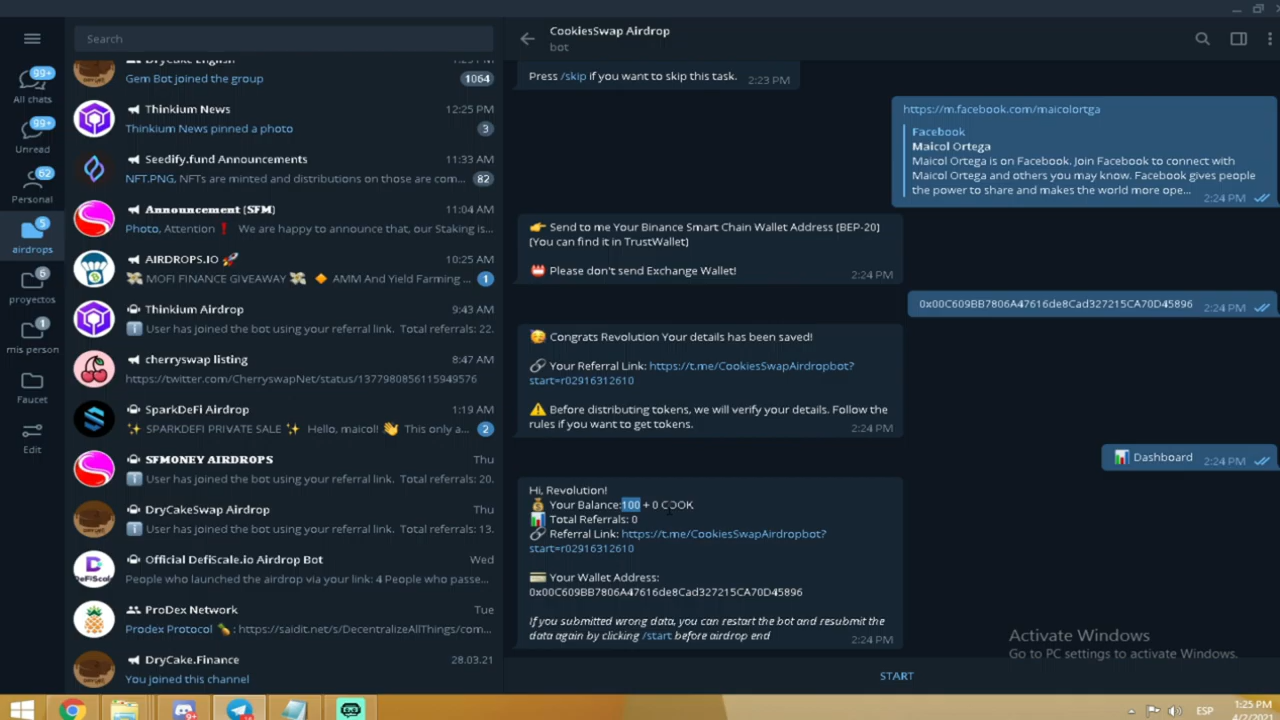 Search
All chats
Unread
Personal
airdrops
proyectos
mis person
Faucet
Edit
99+
99+
62
5
6
1
DryCake English
Gem Bot joined the group
1064
Thinkium News
12:25 PM
Thinkium News pinned a photo
3
Seedify.fund Announcements
11:33 AM
NFT.PNG, NFTs are minted and distributions on those are com...
82
Announcement [SFM]
11:04 AM
Photo, Attention ❗ We are happy to announce that, our Staking is...
AIRDROPS.IO 🚀
10:25 AM
💸 MOFI FINANCE GIVEAWAY 💸 🔶 AMM And Yield Farming ...
1
Thinkium Airdrop
9:43 AM
ℹ️ User has joined the bot using your referral link. Total referrals: 22.
cherryswap listing
8:47 AM
https://twitter.com/CherryswapNet/status/1377980856115949576
SparkDeFi Airdrop
1:19 AM
✨ SPARKDEFI PRIVATE SALE ✨ Hello, maicol! 👋 This only a...
2
SFMONEY AIRDROPS
Thu
ℹ️ User has joined the bot using your referral link. Total referrals: 20.
DryCakeSwap Airdrop
Thu
ℹ️ User has joined the bot using your referral link. Total referrals: 13.
Official DefiScale.io Airdrop Bot
Wed
People who launched the airdrop via your link: 4 People who passe...
ProDex Network
Tue
Prodex Protocol 🍍: https://saidit.net/s/DecentralizeAllThings/com...
DryCake.Finance
28.03.21
You joined this channel
CookiesSwap Airdrop
bot
Press /skip if you want to skip this task.
2:23 PM
https://m.facebook.com/maicolortga
Facebook
Maicol Ortega
Maicol Ortega is on Facebook. Join Facebook to connect with
Maicol Ortega and others you may know. Facebook gives people
the power to share and makes the world more ope...
2:24 PM
👉 Send to me Your Binance Smart Chain Wallet Address [BEP-20]
(You can find it in TrustWallet)
📛 Please don't send Exchange Wallet!
2:24 PM
0x00C609BB7806A47616de8Cad327215CA70D45896
2:24 PM
🥳 Congrats Revolution Your details has been saved!
🔗 Your Referral Link: https://t.me/CookiesSwapAirdropbot?
start=r02916312610
⚠️ Before distributing tokens, we will verify your details. Follow the
rules if you want to get tokens.
2:24 PM
📊 Dashboard
2:24 PM
Hi, Revolution!
💰 Your Balance:100 + 0 COOK
📊 Total Referrals: 0
🔗 Referral Link: https://t.me/CookiesSwapAirdropbot?
start=r02916312610
💳 Your Wallet Address:
0x00C609BB7806A47616de8Cad327215CA70D45896
If you submitted wrong data, you can restart the bot and resubmit the
data again by clicking /start before airdrop end
2:24 PM
Activate Windows
Go to PC settings to activate Windows.
START
ESP
1:25 PM
4/2/2021